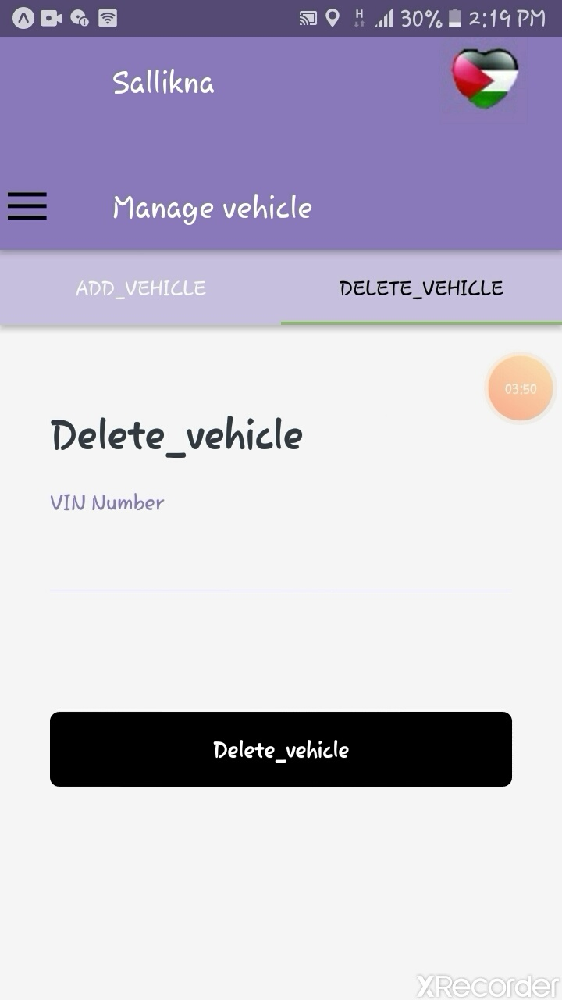 H 30% 2:19 PM
Sallikna
Manage vehicle
ADD_VEHICLE DELETE_VEHICLE
03:50
Delete_vehicle
VIN Number
Delete_vehicle
XRecorder